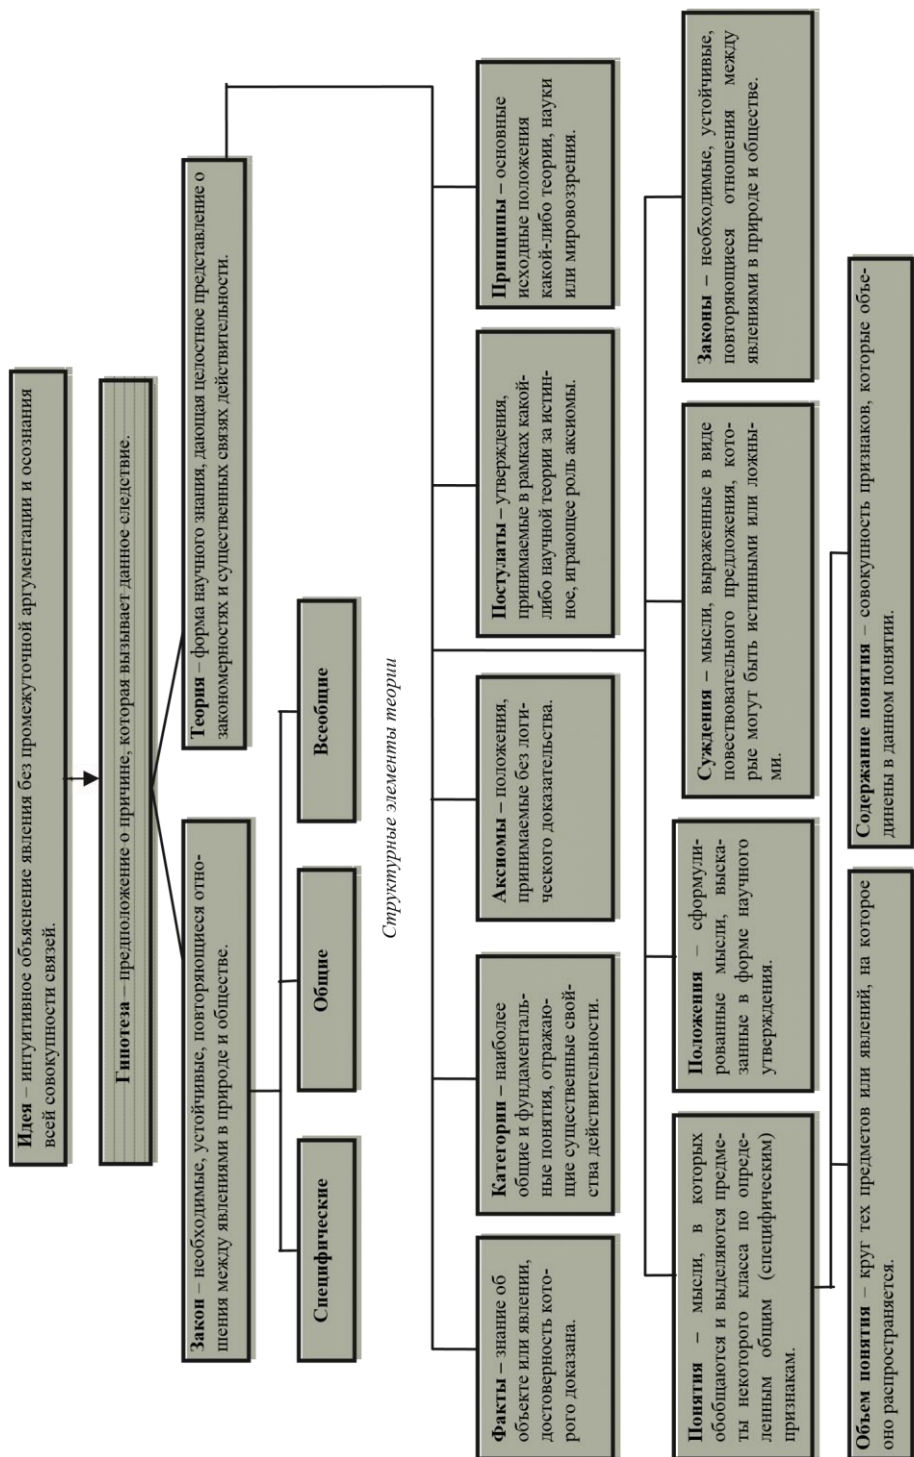 Идея – интуитивное объяснение явления без промежуточной аргументации и осознания
всей совокупности связей.
Гипотеза – предположение о причине, которая вызывает данное следствие.
Закон – необходимые, устойчивые, повторяющиеся отно-
шения между явлениями в природе и обществе.
Теория – форма научного знания, дающая целостное представление о
закономерностях и существенных связях действительности.
Специфические
Общие
Всеобщие
Структурные элементы теории
Факты – знание об
объекте или явлении,
достоверность кото-
рого доказана.
Категории – наиболее
общие и фундаменталь-
ные понятия, отражаю-
щие существенные свой-
ства действительности.
Аксиомы – положения,
принимаемые без логи-
ческого доказательства.
Постулаты – утверждения,
принимаемые в рамках какой-
либо научной теории за истин-
ное, играющее роль аксиомы.
Принципы – основные
исходные положения
какой-либо теории, науки
или мировоззрения.
Понятия – мысли, в которых
обобщаются и выделяются предме-
ты некоторого класса по опреде-
ленным общим (специфическим)
признакам.
Положения – сформули-
рованные мысли, выска-
занные в форме научного
утверждения.
Суждения – мысли, выраженные в виде
повествовательного предложения, кото-
рые могут быть истинными или ложны-
ми.
Законы – необходимые, устойчивые,
повторяющиеся отношения между
явлениями в природе и обществе.
Объем понятия – круг тех предметов или явлений, на которое
оно распространяется.
Содержание понятия – совокупность признаков, которые объе-
динены в данном понятии.